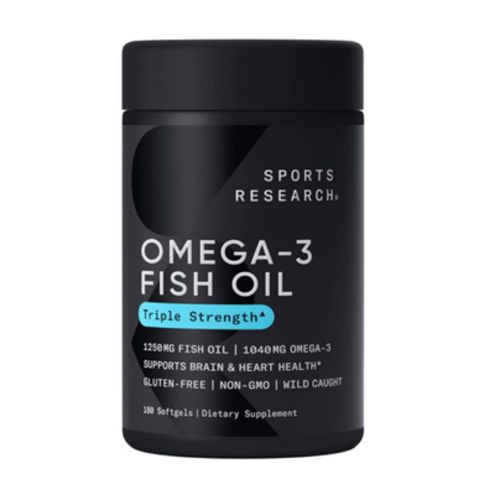 SPORTS
RESEARCH®
OMEGA-3
FISH OIL
Triple Strength▲
1250MG FISH OIL | 1040MG OMEGA-3
SUPPORTS BRAIN & HEART HEALTH*
GLUTEN-FREE | NON-GMO | WILD CAUGHT
180 Softgels | Dietary Supplement